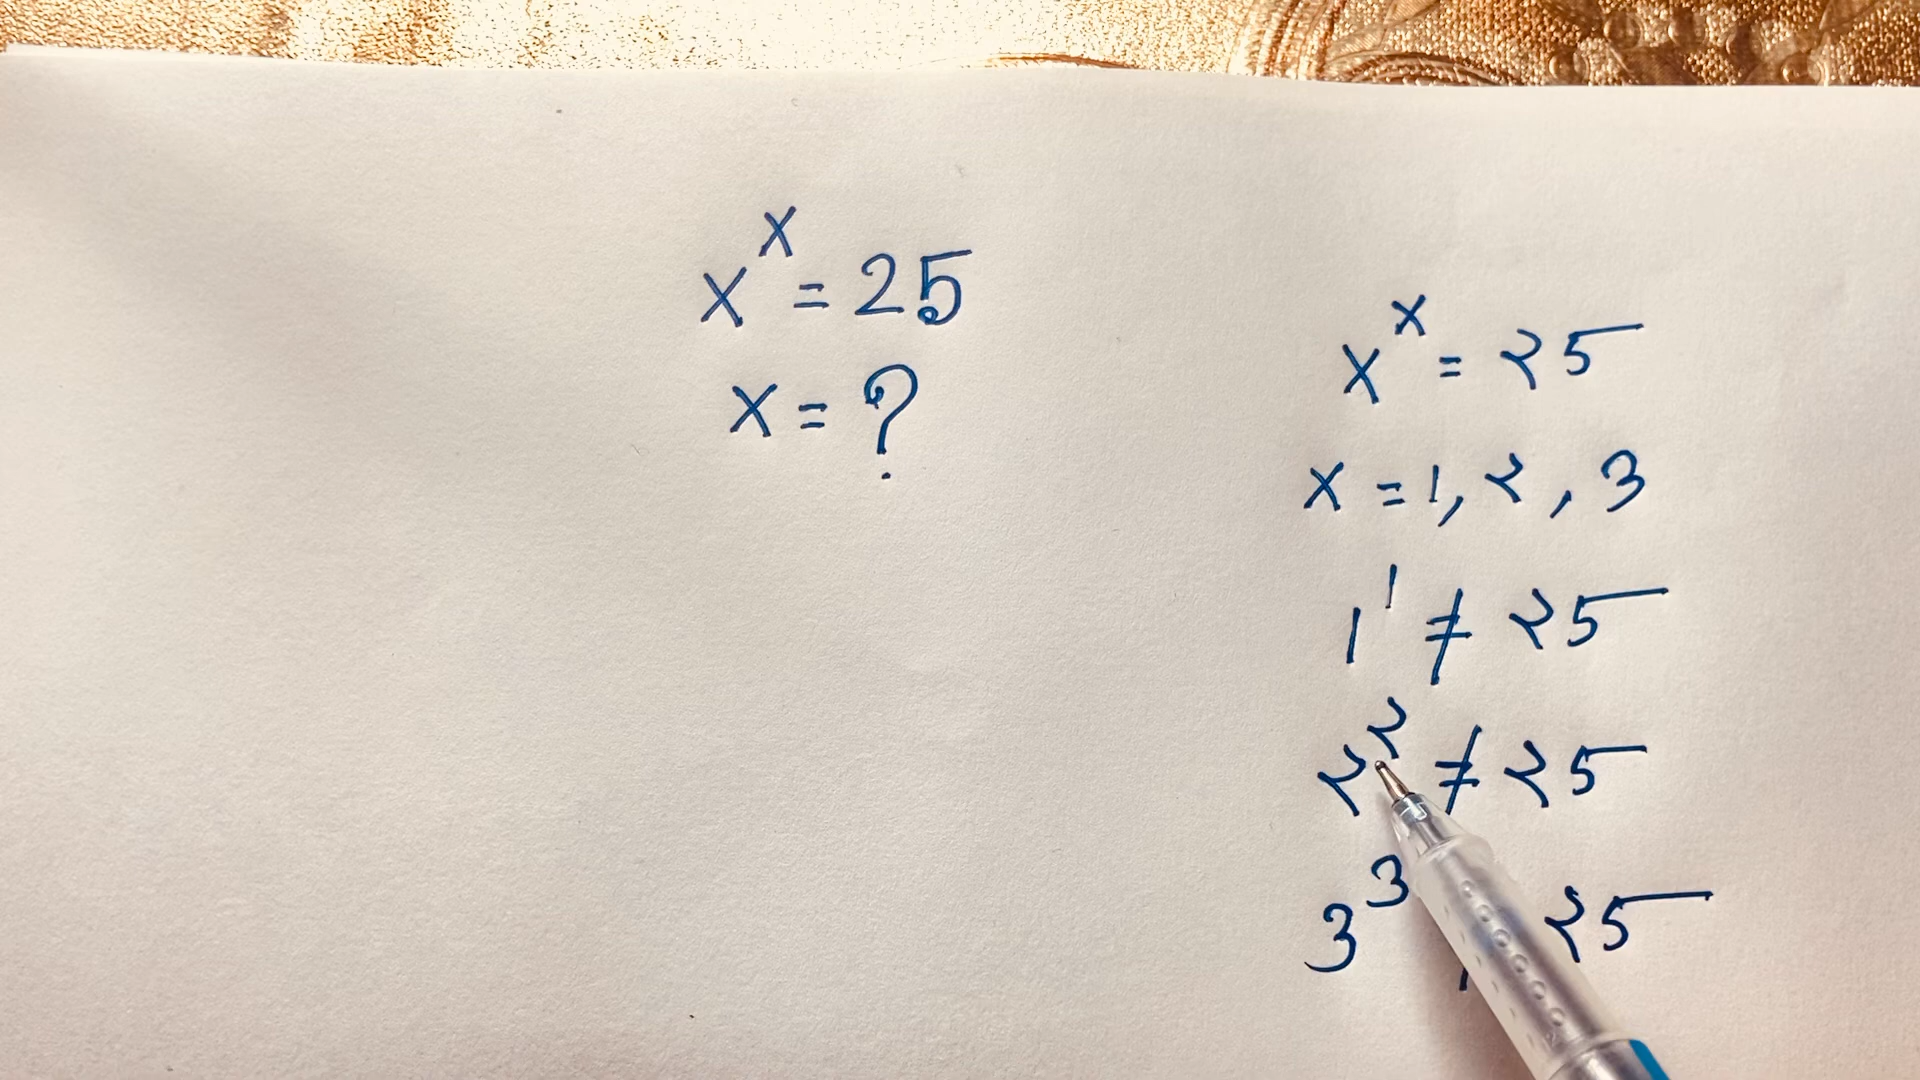 x^x = 25
x = ?
x^x = 25
x = 1, 2, 3
1^1 ≠ 25
2^2 ≠ 25
3^3 25